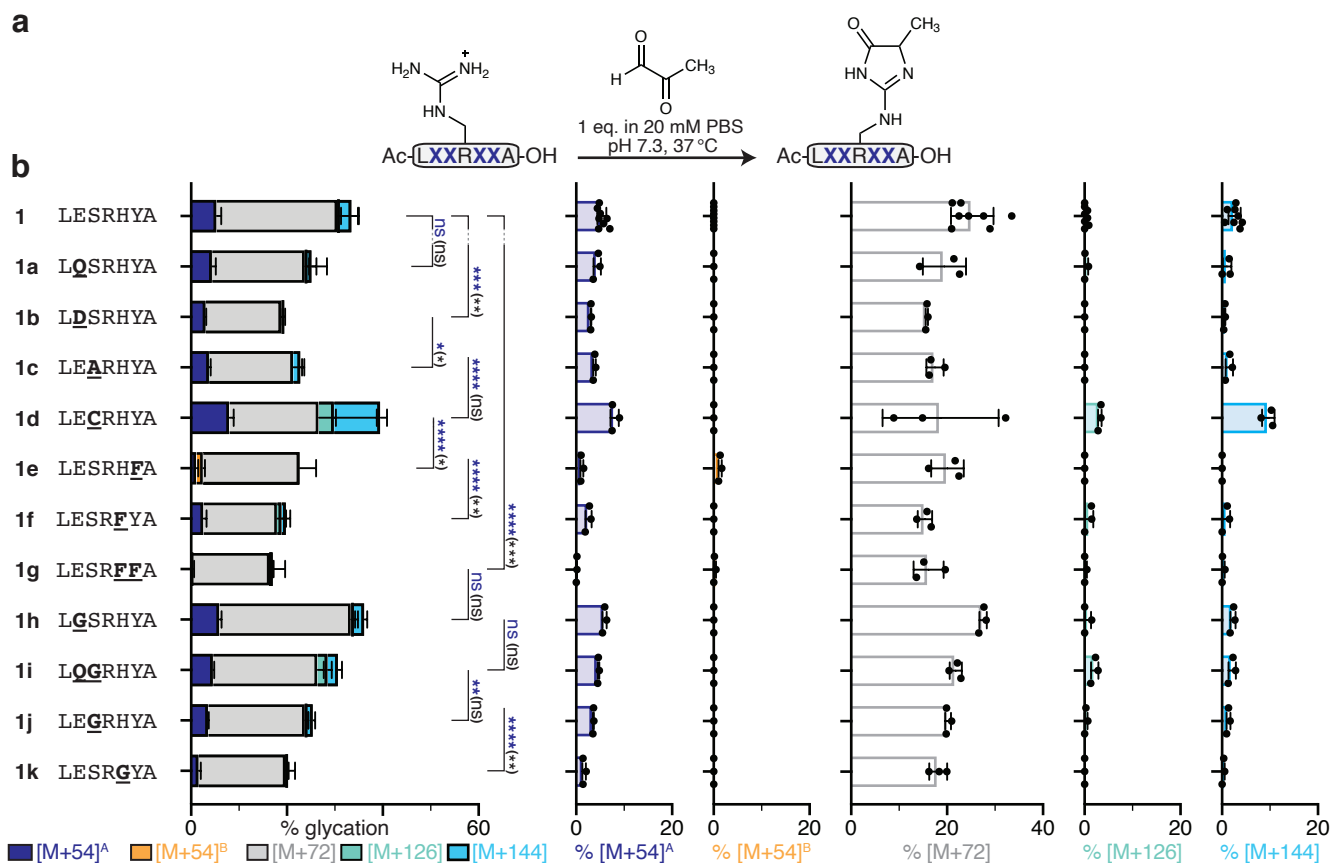 a
H₂N
+
NH₂
HN
Ac-LXXRXXA-OH
O
H
CH₃
O
1 eq. in 20 mM PBS
pH 7.3, 37 °C
O
CH₃
HN
N
NH
Ac-LXXRXXA-OH
b
1 LESRHYA
1a LQSRHYA
1b LDSRHYA
1c LEARHYA
1d LECRHYA
1e LESRHFA
1f LESRFYA
1g LESRFFA
1h LGSRHYA
1i LQGRHYA
1j LEGRHYA
1k LESRGYA
ns (ns)
***(**)
*(*)
****(ns)
****(*)
****(**)
****(***)
ns (ns)
ns (ns)
**(ns)
****(**)
0 % glycation 60
0 20
0 20
0 20 40
0 20
0 20
[M+54]ᴬ [M+54]ᴮ [M+72] [M+126] [M+144]
% [M+54]ᴬ % [M+54]ᴮ % [M+72] % [M+126] % [M+144]